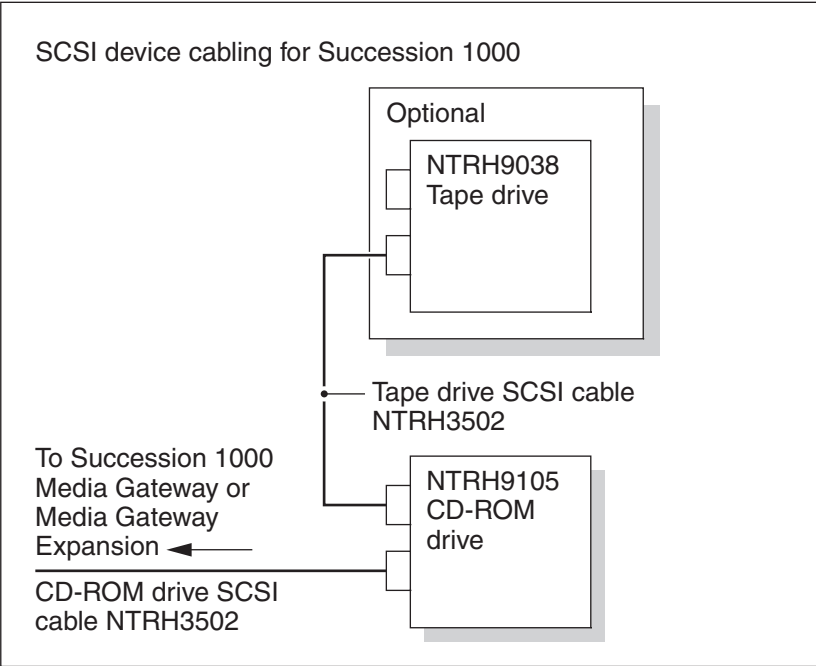 SCSI device cabling for Succession 1000
Optional
NTRH9038
Tape drive
Tape drive SCSI cable
NTRH3502
To Succession 1000
Media Gateway or
Media Gateway
Expansion
NTRH9105
CD-ROM
drive
CD-ROM drive SCSI
cable NTRH3502